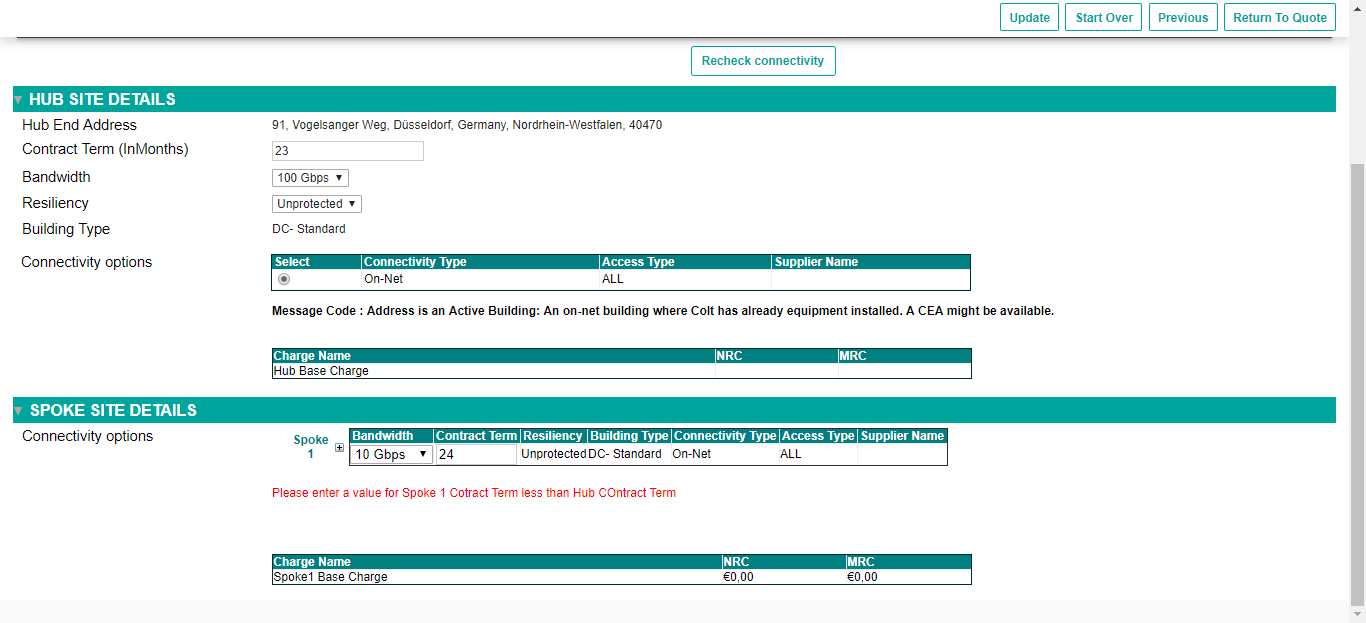 Update Start Over Previous Return To Quote
Recheck connectivity
HUB SITE DETAILS
Hub End Address 91, Vogelsanger Weg, Düsseldorf, Germany, Nordrhein-Westfalen, 40470
Contract Term (InMonths) 23
Bandwidth 100 Gbps
Resiliency Unprotected
Building Type DC- Standard
Connectivity options
Select Connectivity Type Access Type Supplier Name
On-Net ALL
Message Code : Address is an Active Building: An on-net building where Colt has already equipment installed. A CEA might be available.
Charge Name NRC MRC
Hub Base Charge
SPOKE SITE DETAILS
Connectivity options
Spoke 1
Bandwidth Contract Term Resiliency Building Type Connectivity Type Access Type Supplier Name
10 Gbps 24 Unprotected DC- Standard On-Net ALL
Please enter a value for Spoke 1 Cotract Term less than Hub COntract Term
Charge Name NRC MRC
Spoke1 Base Charge €0,00 €0,00